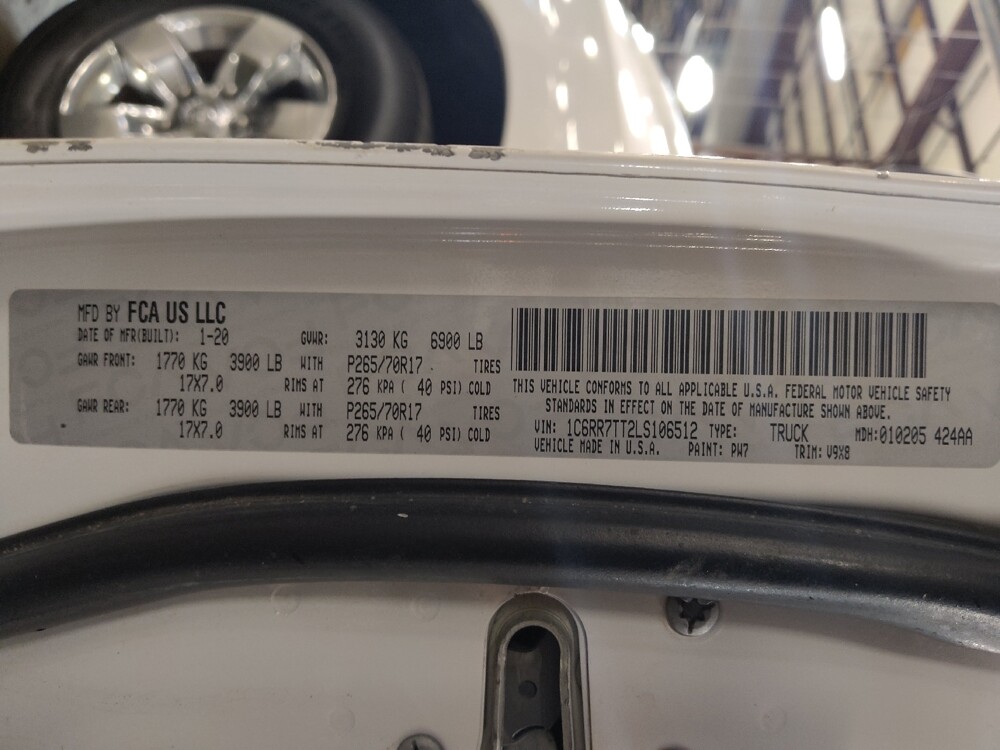 MFD BY FCA US LLC
DATE OF MFR(BUILT): 1-20 GVWR: 3130 KG 6900 LB
GAWR FRONT: 1770 KG 3900 LB WITH P265/70R17 TIRES
17X7.0 RIMS AT 276 KPA ( 40 PSI) COLD
GAWR REAR: 1770 KG 3900 LB WITH P265/70R17 TIRES
17X7.0 RIMS AT 276 KPA ( 40 PSI) COLD
THIS VEHICLE CONFORMS TO ALL APPLICABLE U.S.A. FEDERAL MOTOR VEHICLE SAFETY
STANDARDS IN EFFECT ON THE DATE OF MANUFACTURE SHOWN ABOVE.
VIN: 1C6RR7TT2LS106512 TYPE: TRUCK MDH:010205 424AA
VEHICLE MADE IN U.S.A. PAINT: PW7 TRIM: V9X8